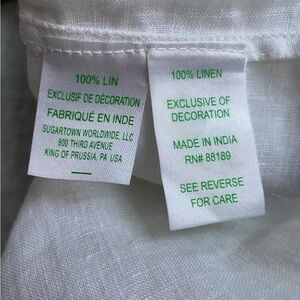 100% LIN
EXCLUSIF DE DÉCORATION
FABRIQUÉ EN INDE
SUGARTOWN WORLDWIDE, LLC
800 THIRD AVENUE
KING OF PRUSSIA, PA USA
100% LINEN
EXCLUSIVE OF
DECORATION
MADE IN INDIA
RN# 88189
SEE REVERSE
FOR CARE